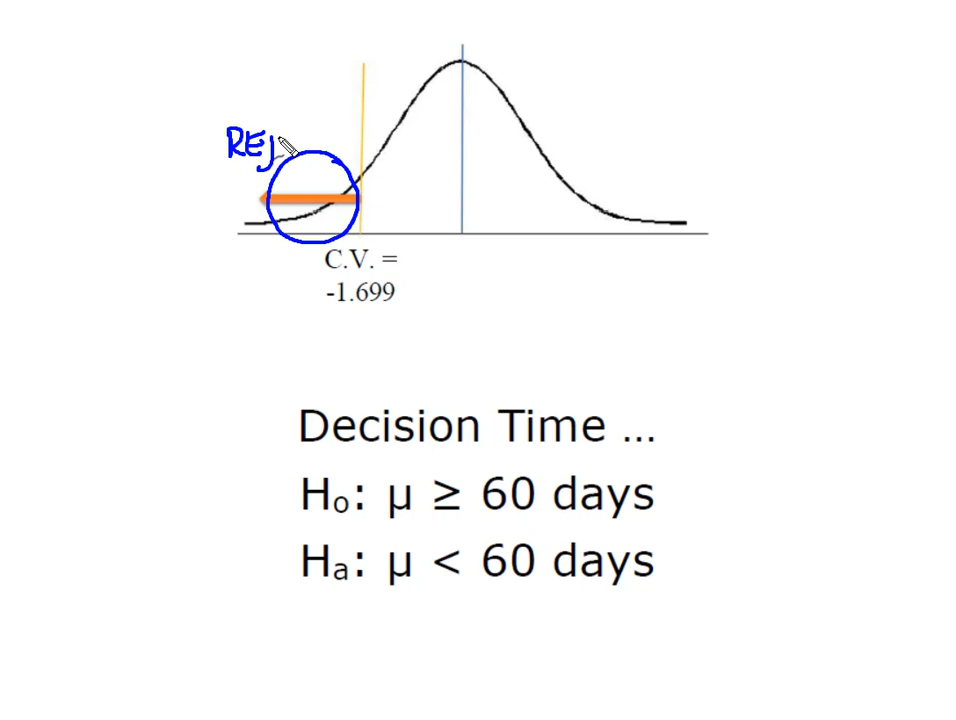 REJ
C.V. =
-1.699
Decision Time ...
Ho: μ ≥ 60 days
Ha: μ < 60 days